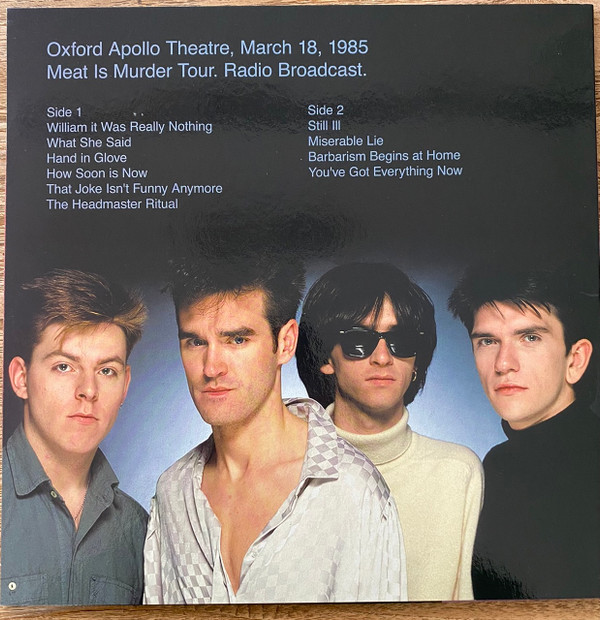 Oxford Apollo Theatre, March 18, 1985
Meat Is Murder Tour. Radio Broadcast.
Side 1
William it Was Really Nothing
What She Said
Hand in Glove
How Soon is Now
That Joke Isn't Funny Anymore
The Headmaster Ritual
Side 2
Still Ill
Miserable Lie
Barbarism Begins at Home
You've Got Everything Now